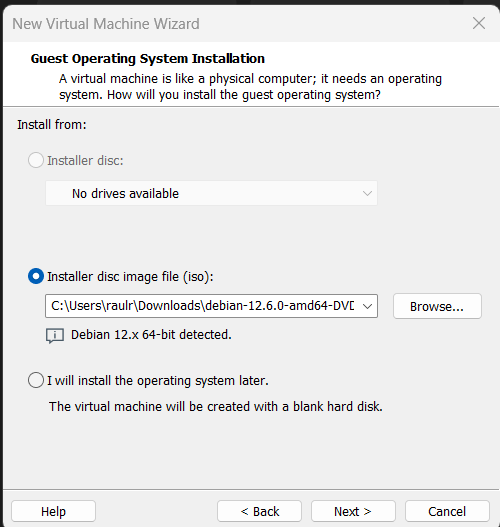 New Virtual Machine Wizard
Guest Operating System Installation
A virtual machine is like a physical computer; it needs an operating
system. How will you install the guest operating system?
Install from:
Installer disc:
No drives available
Installer disc image file (iso):
C:\Users\raulr\Downloads\debian-12.6.0-amd64-DVD
Browse...
Debian 12.x 64-bit detected.
I will install the operating system later.
The virtual machine will be created with a blank hard disk.
Help
< Back
Next >
Cancel